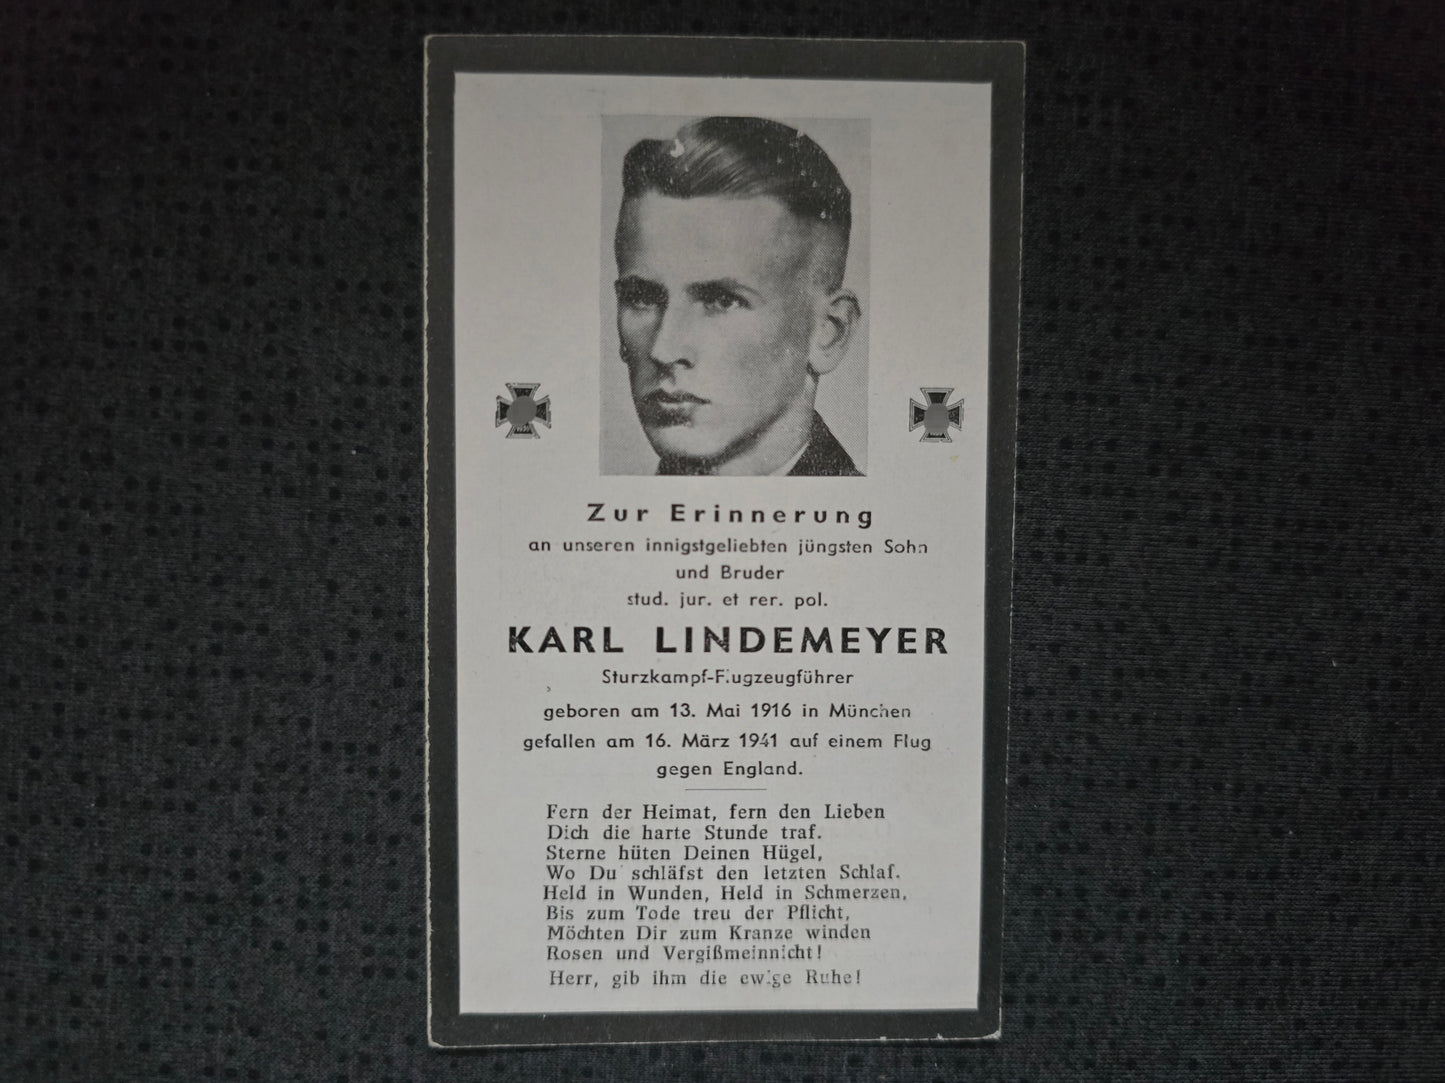 Zur Erinnerung
an unseren innigstgeliebten jüngsten Sohn
und Bruder
stud. jur. et rer. pol.
KARL LINDEMEYER
Sturzkampf-Flugzeugführer
geboren am 13. Mai 1916 in München
gefallen am 16. März 1941 auf einem Flug
gegen England.
Fern der Heimat, fern den Lieben
Dich die harte Stunde traf.
Sterne hüten Deinen Hügel,
Wo Du schläfst den letzten Schlaf.
Held in Wunden, Held in Schmerzen,
Bis zum Tode treu der Pflicht,
Möchten Dir zum Kranze winden
Rosen und Vergißmeinnicht!
Herr, gib ihm die ewige Ruhe!